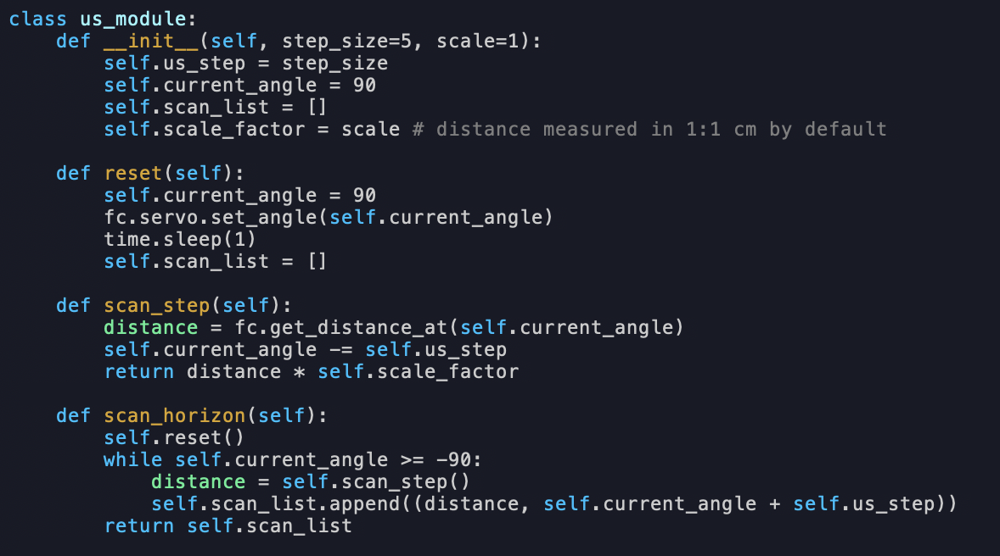 class us_module:
    def __init__(self, step_size=5, scale=1):
        self.us_step = step_size
        self.current_angle = 90
        self.scan_list = []
        self.scale_factor = scale # distance measured in 1:1 cm by default

    def reset(self):
        self.current_angle = 90
        fc.servo.set_angle(self.current_angle)
        time.sleep(1)
        self.scan_list = []

    def scan_step(self):
        distance = fc.get_distance_at(self.current_angle)
        self.current_angle -= self.us_step
        return distance * self.scale_factor

    def scan_horizon(self):
        self.reset()
        while self.current_angle >= -90:
            distance = self.scan_step()
            self.scan_list.append((distance, self.current_angle + self.us_step))
        return self.scan_list